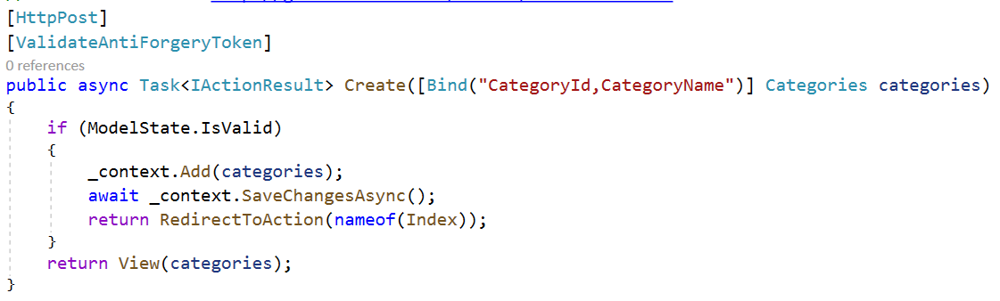 [HttpPost]
[ValidateAntiForgeryToken]
0 references
public async Task<IActionResult> Create([Bind("CategoryId,CategoryName")] Categories categories)
{
if (ModelState.IsValid)
{
_context.Add(categories);
await _context.SaveChangesAsync();
return RedirectToAction(nameof(Index));
}
return View(categories);
}